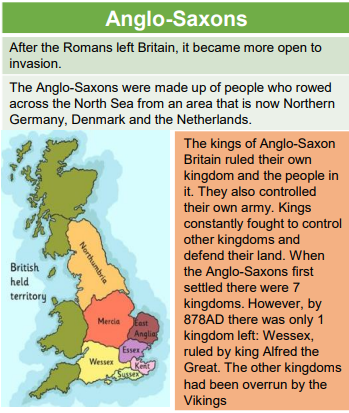 Anglo-Saxons
After the Romans left Britain, it became more open to
invasion.
The Anglo-Saxons were made up of people who rowed
across the North Sea from an area that is now Northern
Germany, Denmark and the Netherlands.
Northumbria
British
held
territory
Mercia
East
Anglia
Essex
Wessex
Kent
Sussex
The kings of Anglo-Saxon
Britain ruled their own
kingdom and the people in
it. They also controlled
their own army. Kings
constantly fought to control
other kingdoms and
defend their land. When
the Anglo-Saxons first
settled there were 7
kingdoms. However, by
878AD there was only 1
kingdom left: Wessex,
ruled by king Alfred the
Great. The other kingdoms
had been overrun by the
Vikings